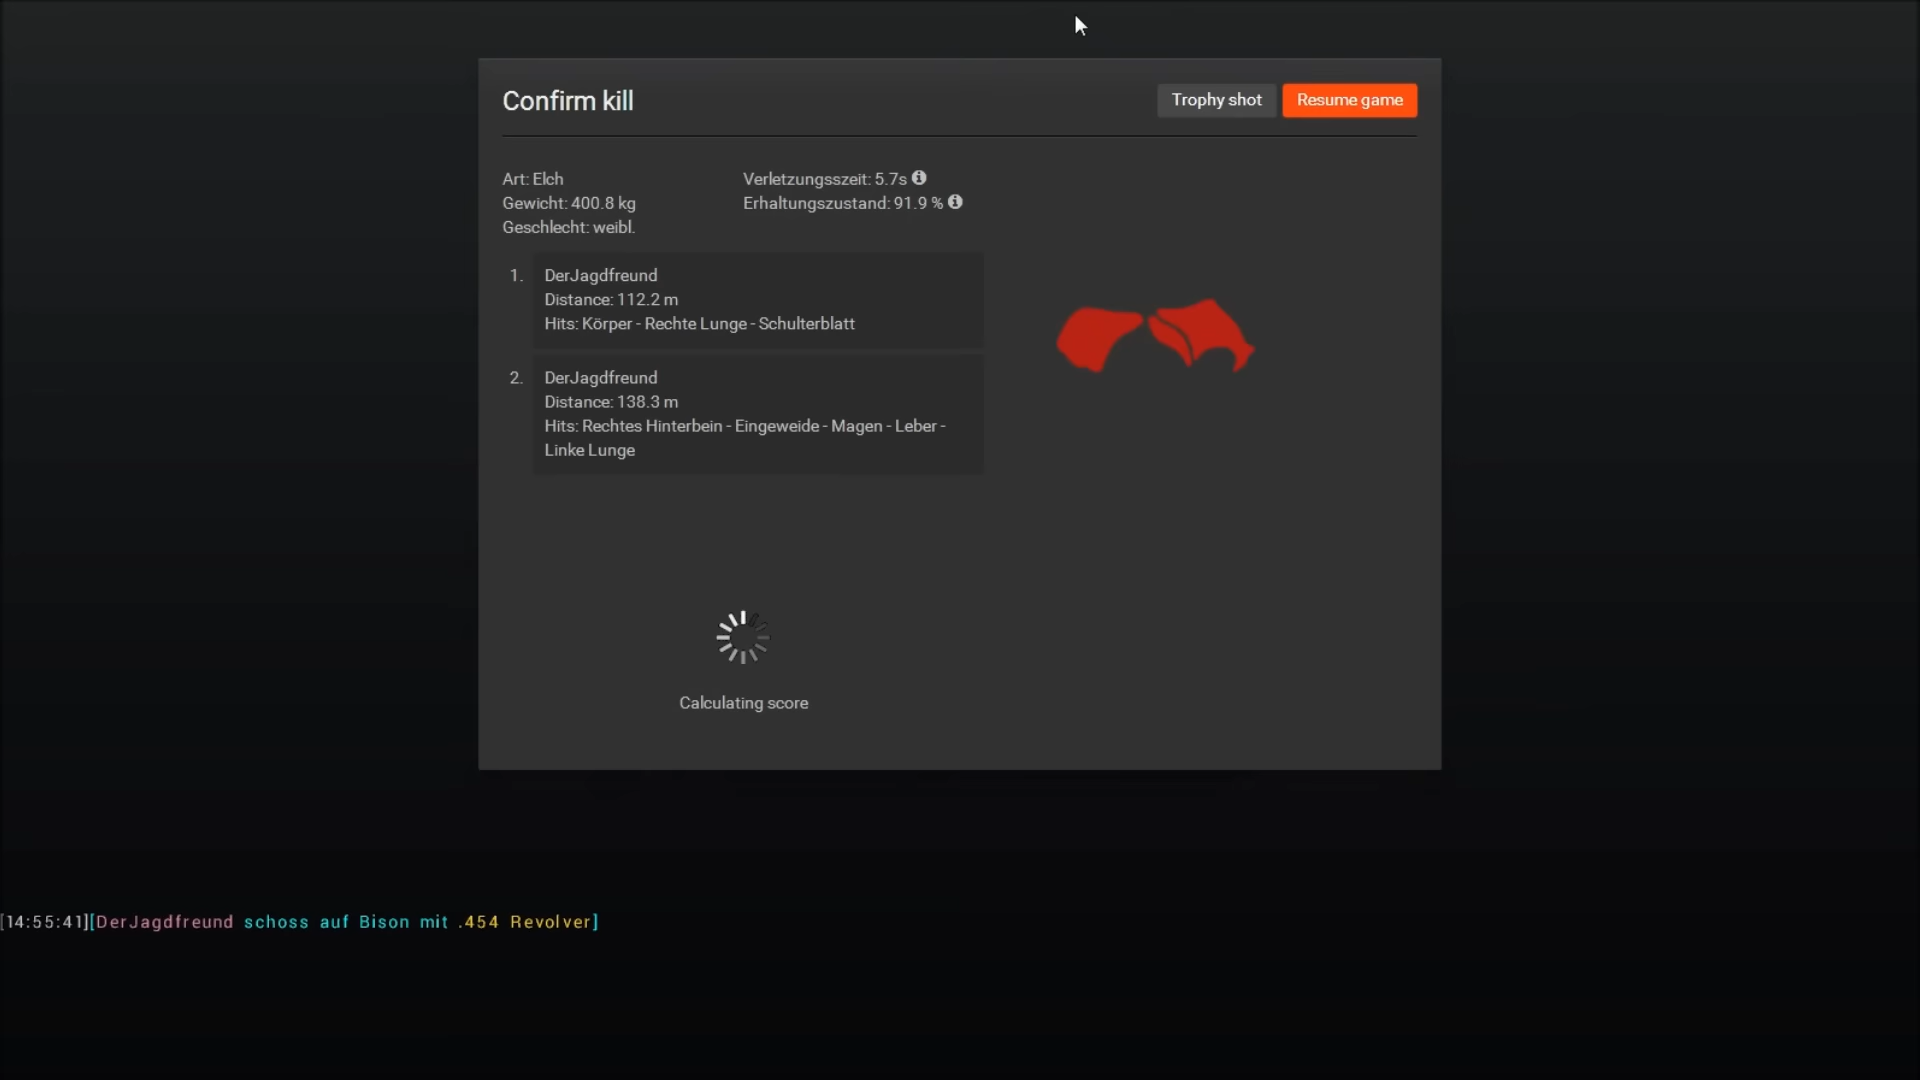 Confirm kill
Trophy shot
Resume game
Art: Elch
Gewicht: 400.8 kg
Geschlecht: weibl.
Verletzungsszeit: 5.7s
Erhaltungszustand: 91.9 %
1. DerJagdfreund
Distance: 112.2 m
Hits: Körper - Rechte Lunge - Schulterblatt
2. DerJagdfreund
Distance: 138.3 m
Hits: Rechtes Hinterbein - Eingeweide - Magen - Leber -
Linke Lunge
Calculating score
[14:55:41][DerJagdfreund schoss auf Bison mit .454 Revolver]